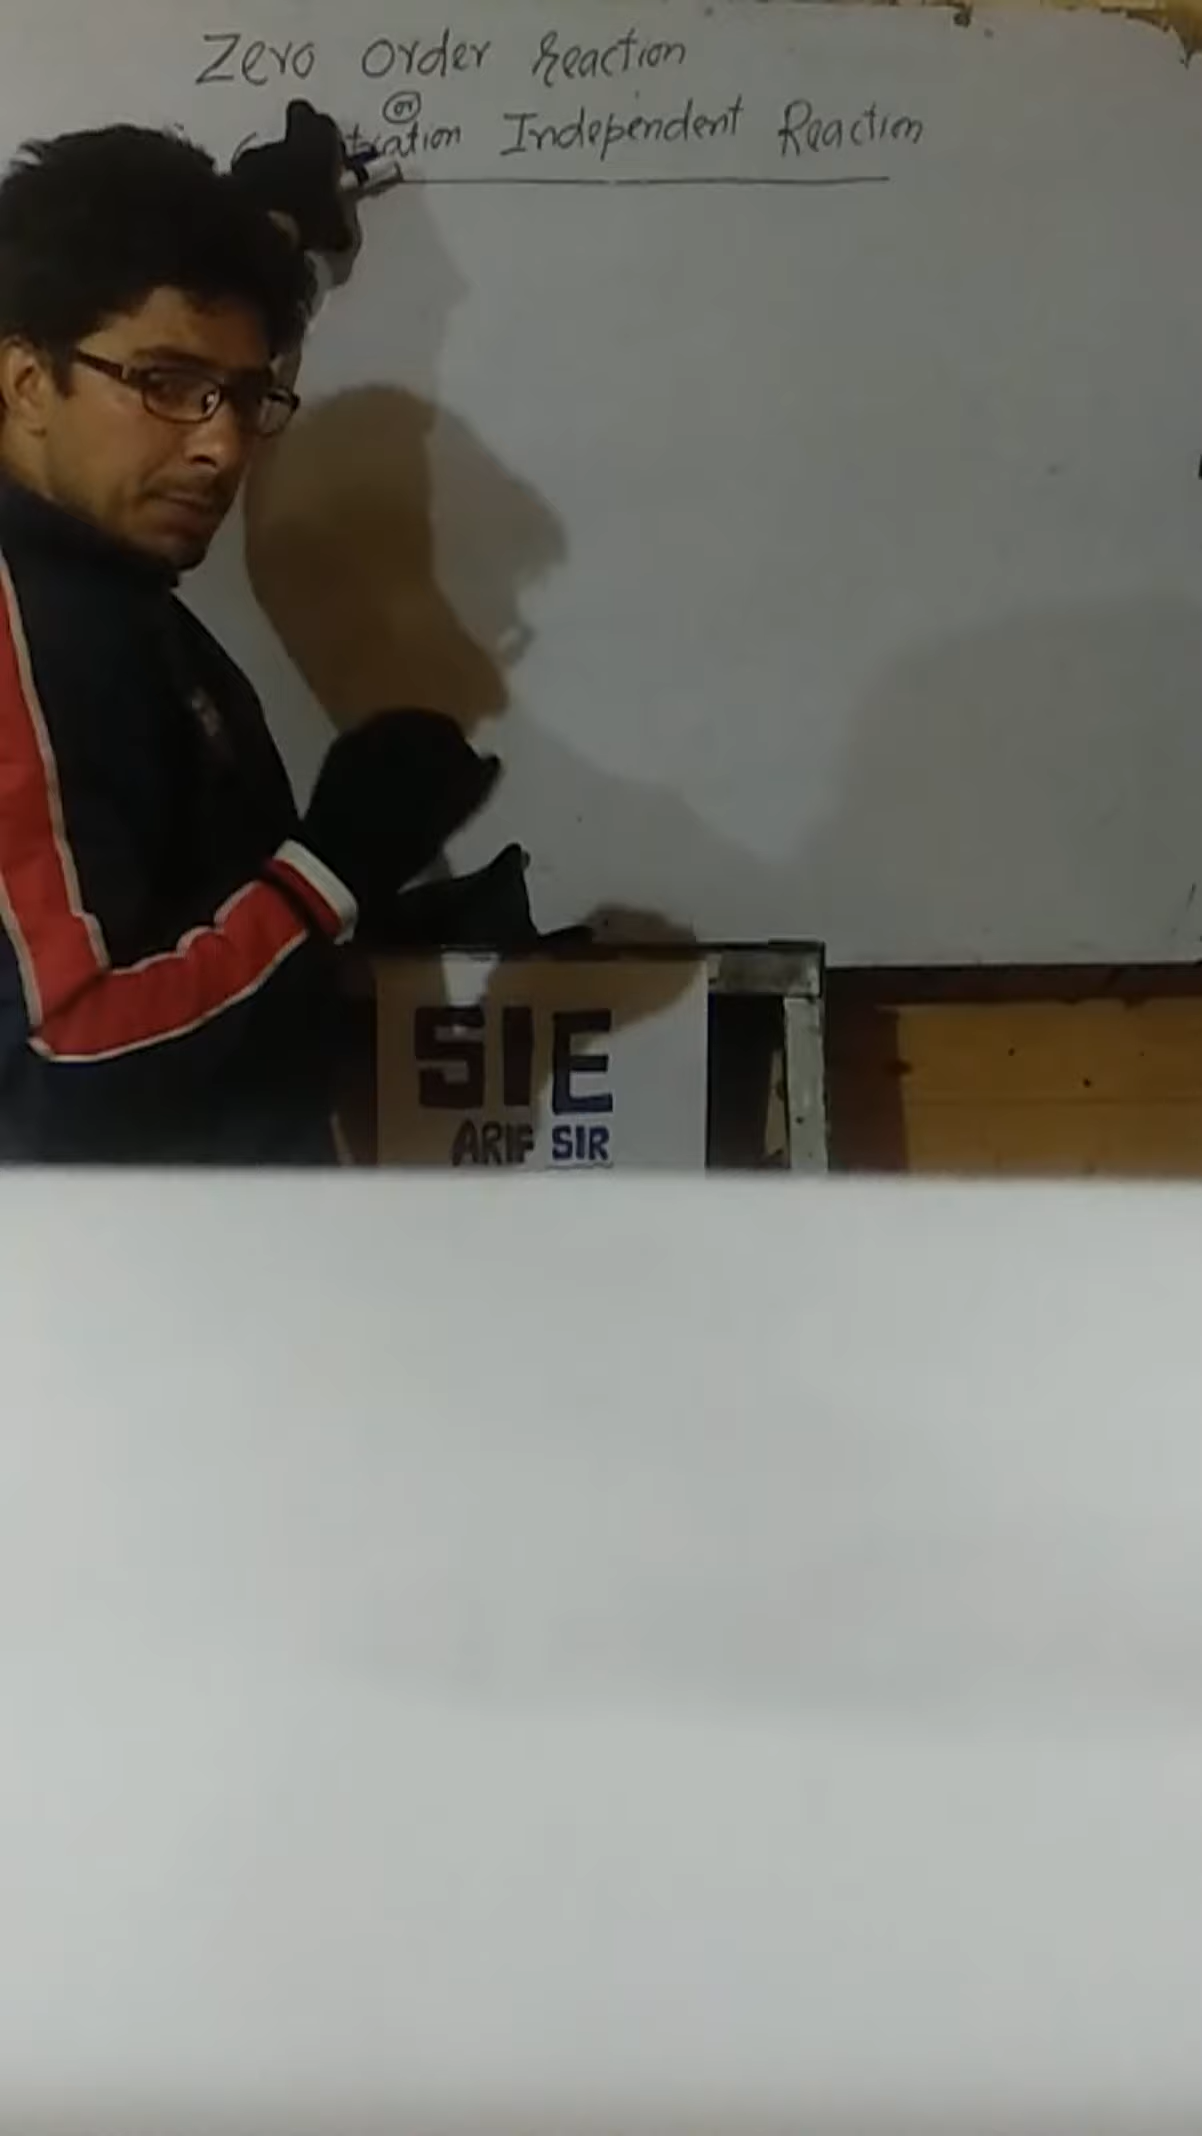 Zero Order Reaction
or
Independent Reaction
SIE
ARIF SIR